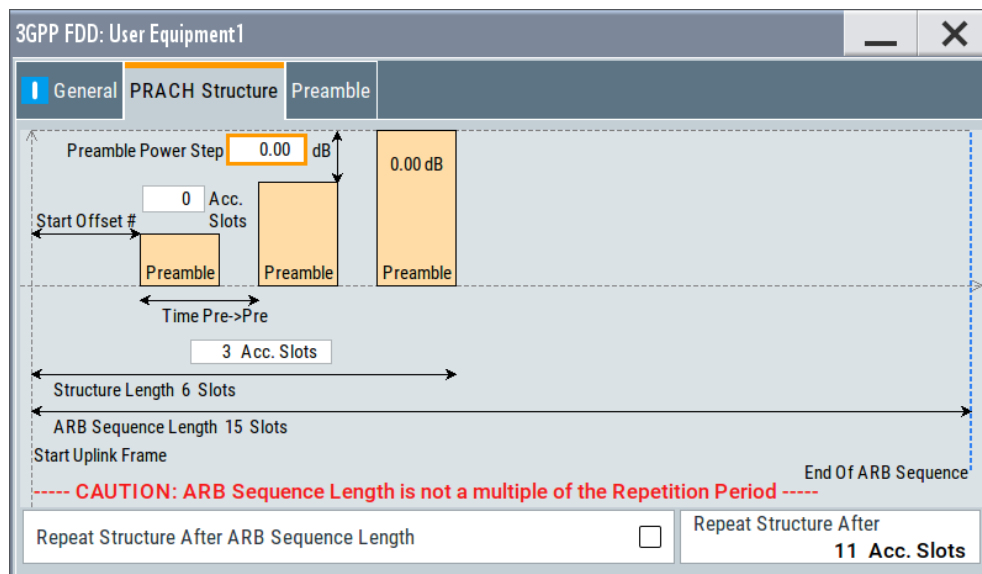 3GPP FDD: User Equipment1
General PRACH Structure Preamble
Preamble Power Step 0.00 dB
0.00 dB
0 Acc.
Start Offset # Slots
Preamble Preamble Preamble
Time Pre->Pre
3 Acc. Slots
Structure Length 6 Slots
ARB Sequence Length 15 Slots
Start Uplink Frame
End Of ARB Sequence
----- CAUTION: ARB Sequence Length is not a multiple of the Repetition Period -----
Repeat Structure After ARB Sequence Length
Repeat Structure After
11 Acc. Slots